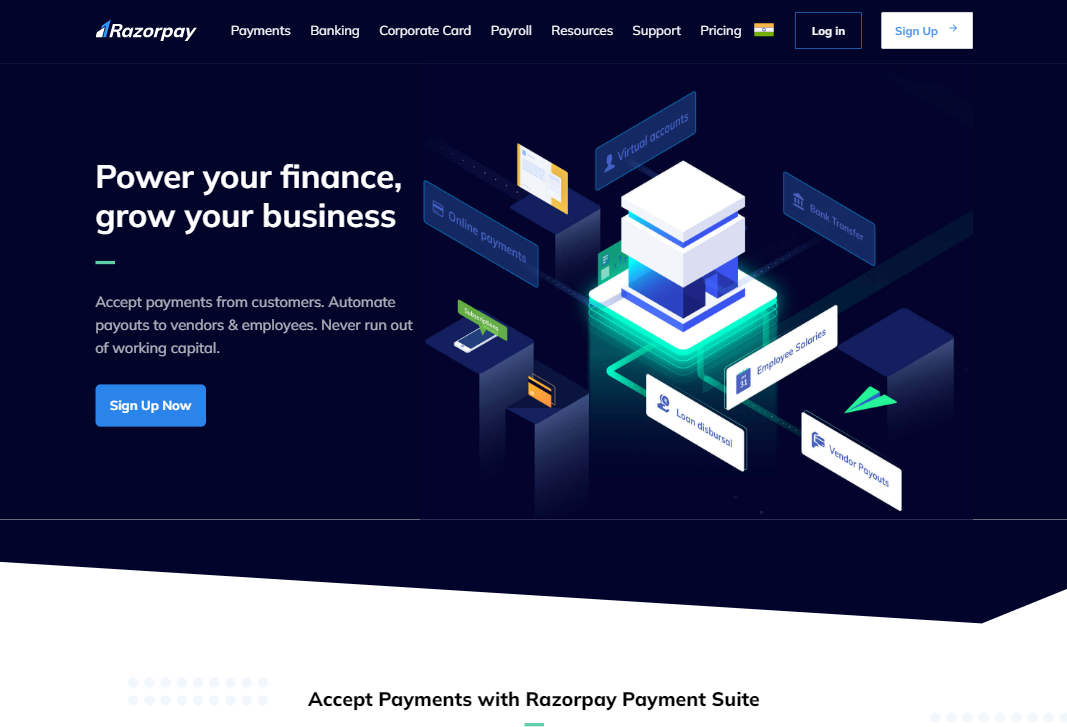 Razorpay
Payments
Banking
Corporate Card
Payroll
Resources
Support
Pricing
Log in
Sign Up
Power your finance,
grow your business
Accept payments from customers. Automate
payouts to vendors & employees. Never run out
of working capital.
Sign Up Now
Virtual accounts
Online payments
Bank Transfer
Subscriptions
Employee Salaries
31
Loan disbursal
Vendor Payouts
Accept Payments with Razorpay Payment Suite